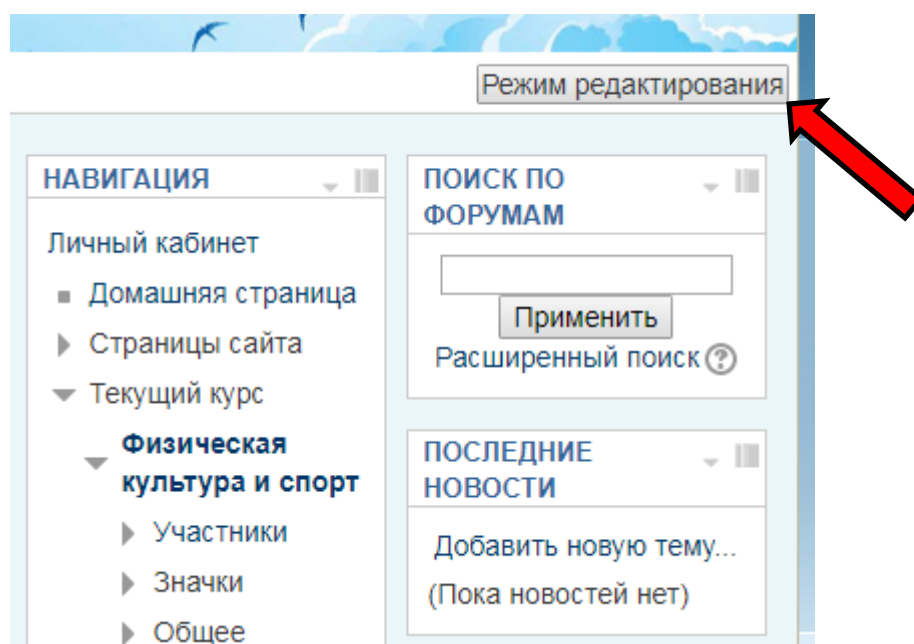 Режим редактирования
НАВИГАЦИЯ
Личный кабинет
Домашняя страница
Страницы сайта
Текущий курс
Физическая
культура и спорт
Участники
Значки
Общее
ПОИСК ПО
ФОРУМАМ
Применить
Расширенный поиск ?
ПОСЛЕДНИЕ
НОВОСТИ
Добавить новую тему...
(Пока новостей нет)